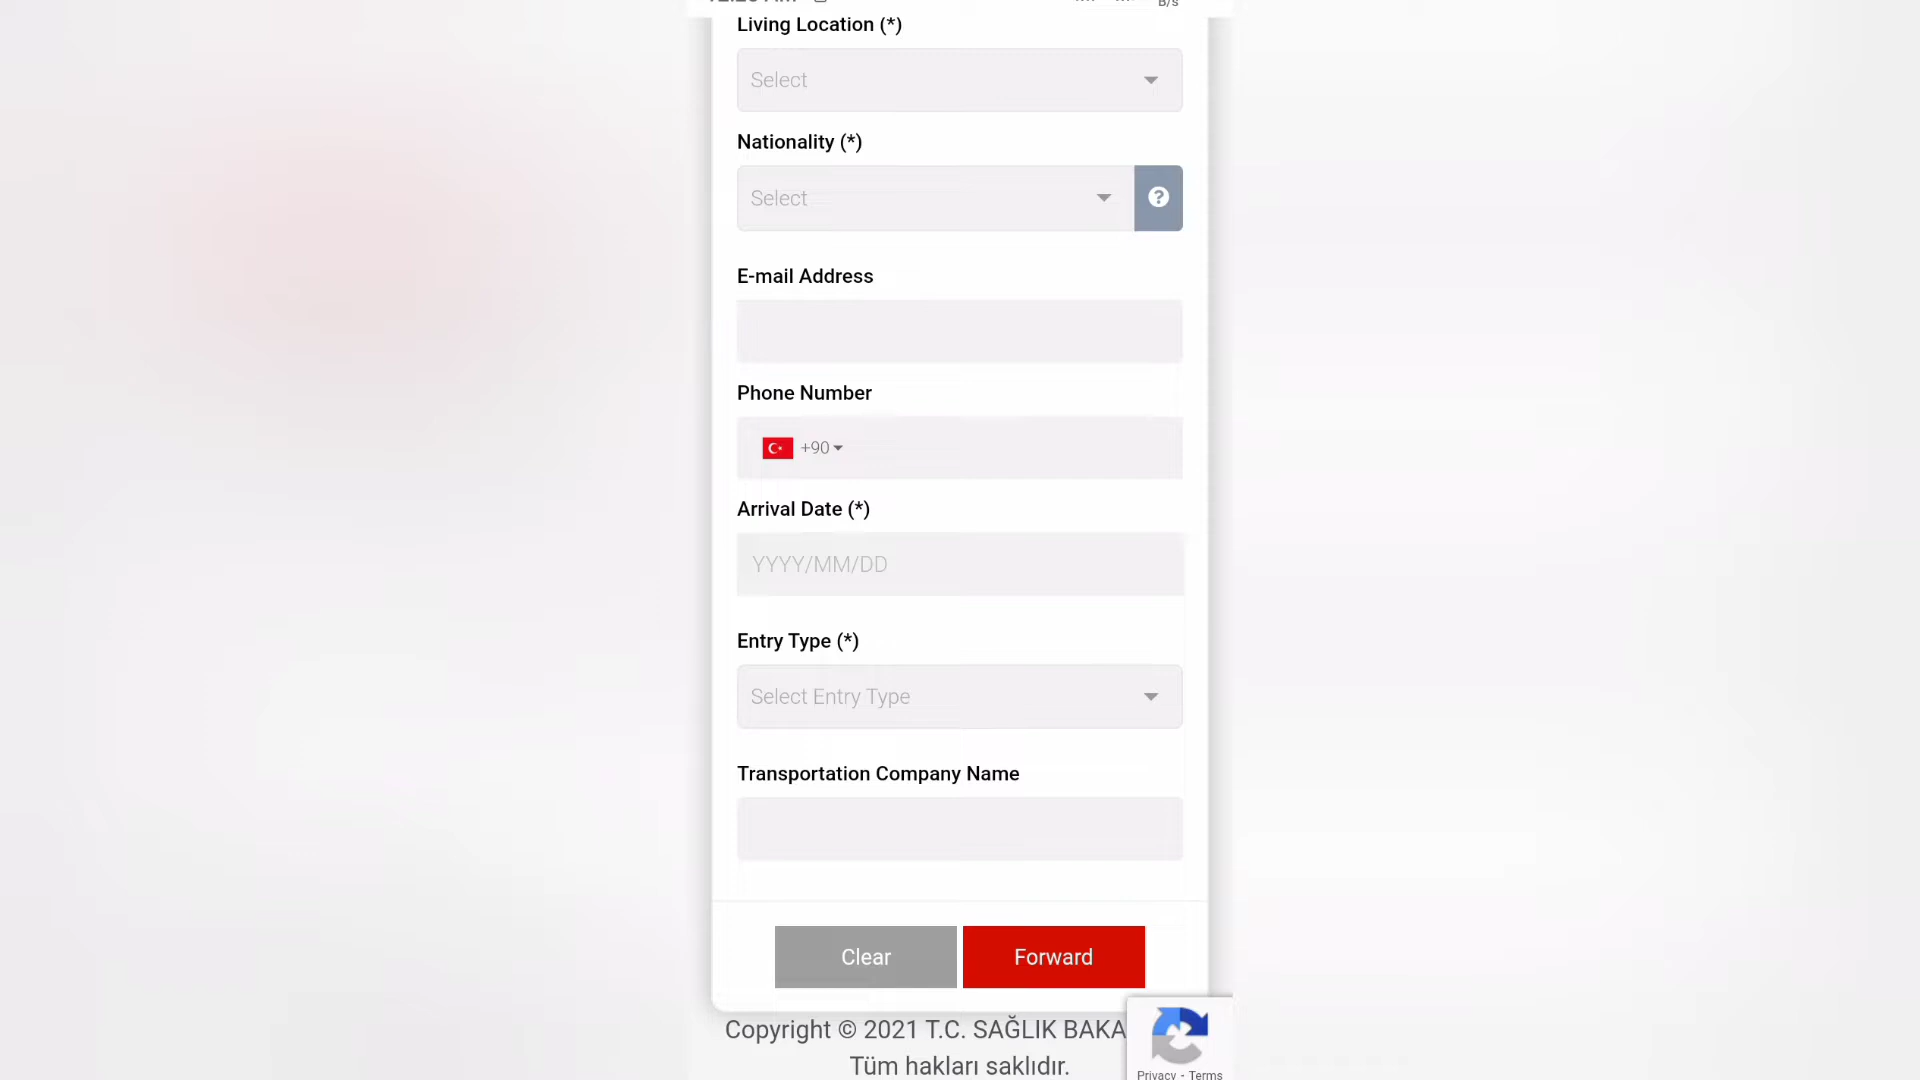 Living Location (*)
Select
Nationality (*)
Select
?
E-mail Address
Phone Number
+90
Arrival Date (*)
YYYY/MM/DD
Entry Type (*)
Select Entry Type
Transportation Company Name
Clear
Forward
Copyright © 2021 T.C. SAĞLIK BAKA
Tüm hakları saklıdır.
Privacy - Terms